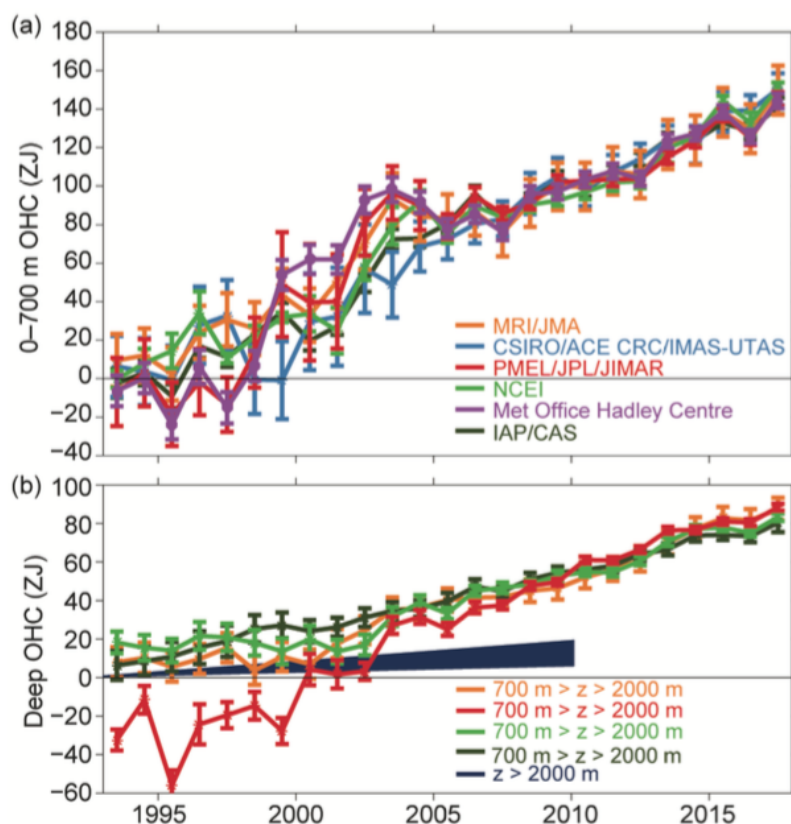 (a)
180
160
140
120
100
80
60
40
20
0
−20
−40
0–700 m OHC (ZJ)
MRI/JMA
CSIRO/ACE CRC/IMAS-UTAS
PMEL/JPL/JIMAR
NCEI
Met Office Hadley Centre
IAP/CAS
(b)
100
80
60
40
20
0
−20
−40
−60
Deep OHC (ZJ)
700 m > z > 2000 m
700 m > z > 2000 m
700 m > z > 2000 m
700 m > z > 2000 m
z > 2000 m
1995 2000 2005 2010 2015